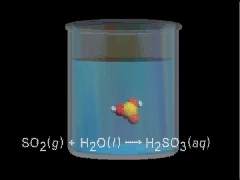 SO₂(g) + H₂O(l) ⟶ H₂SO₃(aq)